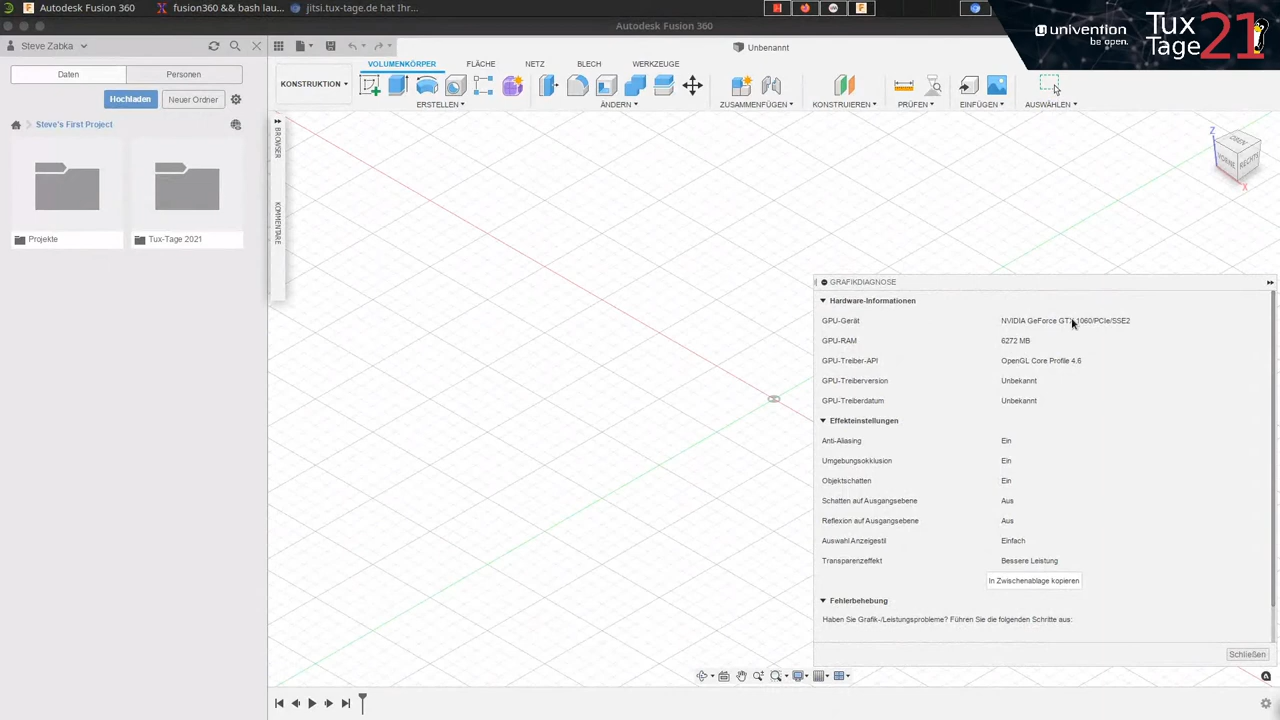 Autodesk Fusion 360
fusion360 && bash lau...
jitsi.tux-tage.de hat Ihr...
Autodesk Fusion 360
univention
be open.
Tux
Tage 21
Steve Zabka
Unbenannt
Daten
Personen
VOLUMENKÖRPER
FLÄCHE
NETZ
BLECH
WERKZEUGE
KONSTRUKTION
Hochladen
Neuer Ordner
ERSTELLEN
ÄNDERN
ZUSAMMENFÜGEN
KONSTRUIEREN
PRÜFEN
EINFÜGEN
AUSWÄHLEN
Steve's First Project
BROWSER
KOMMENTARE
Projekte
Tux-Tage 2021
Z
OBEN
VORNE
RECHTS
X
GRAFIKDIAGNOSE
Hardware-Informationen
GPU-Gerät NVIDIA GeForce GTX 1060/PCIe/SSE2
GPU-RAM 6272 MB
GPU-Treiber-API OpenGL Core Profile 4.6
GPU-Treiberversion Unbekannt
GPU-Treiberdatum Unbekannt
Effekteinstellungen
Anti-Aliasing Ein
Umgebungsokklusion Ein
Objektschatten Ein
Schatten auf Ausgangsebene Aus
Reflexion auf Ausgangsebene Aus
Auswahl Anzeigestil Einfach
Transparenzeffekt Bessere Leistung
In Zwischenablage kopieren
Fehlerbehebung
Haben Sie Grafik-/Leistungsprobleme? Führen Sie die folgenden Schritte aus:
Schließen